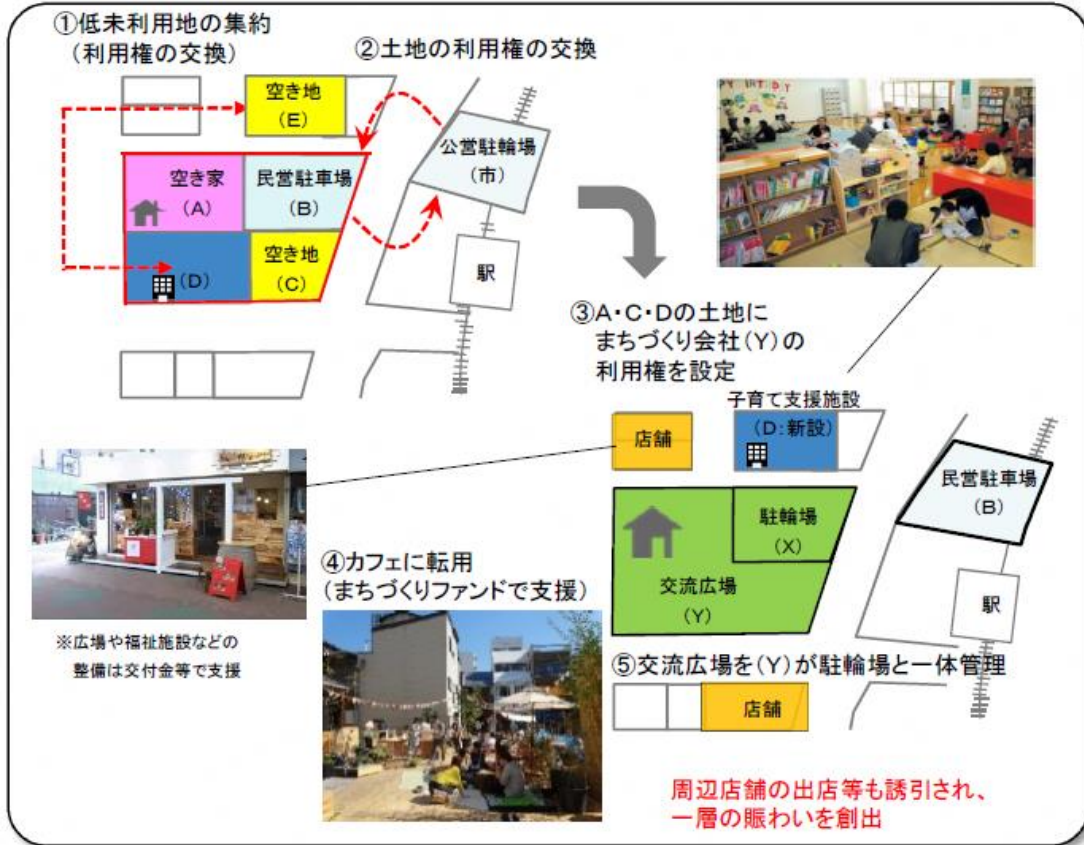 ①低未利用地の集約
（利用権の交換）
②土地の利用権の交換
空き地
（E）
公営駐輪場
（市）
空き家
（A）
民営駐車場
（B）
（D）
空き地
（C）
駅
③A・C・Dの土地に
まちづくり会社（Y）の
利用権を設定
子育て支援施設
（D：新設）
店舗
民営駐車場
（B）
駐輪場
（X）
交流広場
（Y）
駅
④カフェに転用
（まちづくりファンドで支援）
※広場や福祉施設などの
整備は交付金等で支援
⑤交流広場を（Y）が駐輪場と一体管理
店舗
周辺店舗の出店等も誘引され、
一層の賑わいを創出